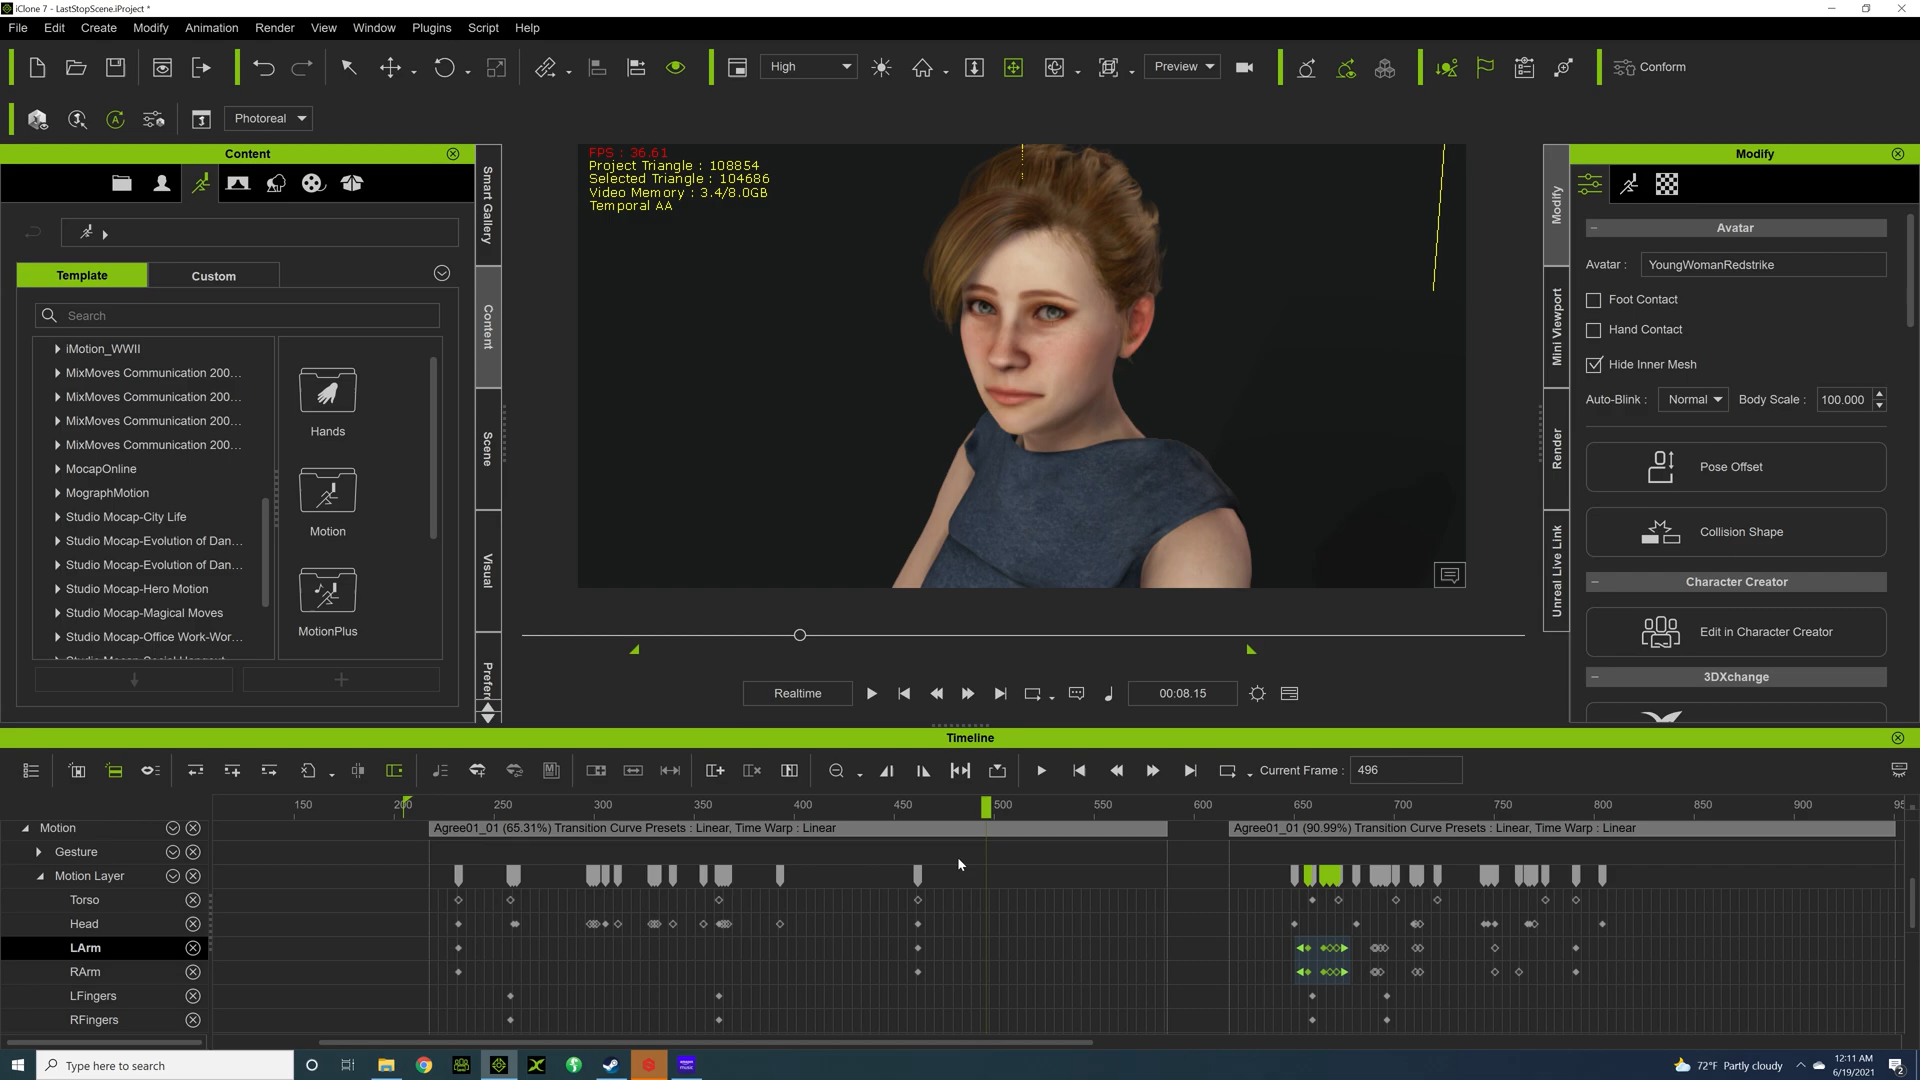 iClone 7 - LastStopScene.iProject *
File Edit Create Modify Animation Render View Window Plugins Script Help
High
Preview
Conform
Photoreal
Content
Template
Custom
Search
iMotion_WWII
MixMoves Communication 200...
MixMoves Communication 200...
MixMoves Communication 200...
MixMoves Communication 200...
MocapOnline
MographMotion
Studio Mocap-City Life
Studio Mocap-Evolution of Dan...
Studio Mocap-Evolution of Dan...
Studio Mocap-Hero Motion
Studio Mocap-Magical Moves
Studio Mocap-Office Work-Wor...
Hands
Motion
MotionPlus
Smart Gallery
Content
Scene
Visual
Prefer
FPS : 36.61
Project Triangle : 108854
Selected Triangle : 104686
Video Memory : 3.4/8.0GB
Temporal AA
Realtime
00:08.15
Modify
Mini Viewport
Render
Unreal Live Link
Modify
Avatar
Avatar : YoungWomanRedstrike
Foot Contact
Hand Contact
Hide Inner Mesh
Auto-Blink : Normal Body Scale : 100.000
Pose Offset
Collision Shape
Character Creator
Edit in Character Creator
3DXchange
Timeline
Current Frame : 496
150 200 250 300 350 400 450 500 550 600 650 700 750 800 850 900 95
Motion
Agree01_01 (65.31%) Transition Curve Presets : Linear, Time Warp : Linear
Agree01_01 (90.99%) Transition Curve Presets : Linear, Time Warp : Linear
Gesture
Motion Layer
Torso
Head
LArm
RArm
LFingers
RFingers
Type here to search
72°F Partly cloudy
12:11 AM
6/19/2021
2